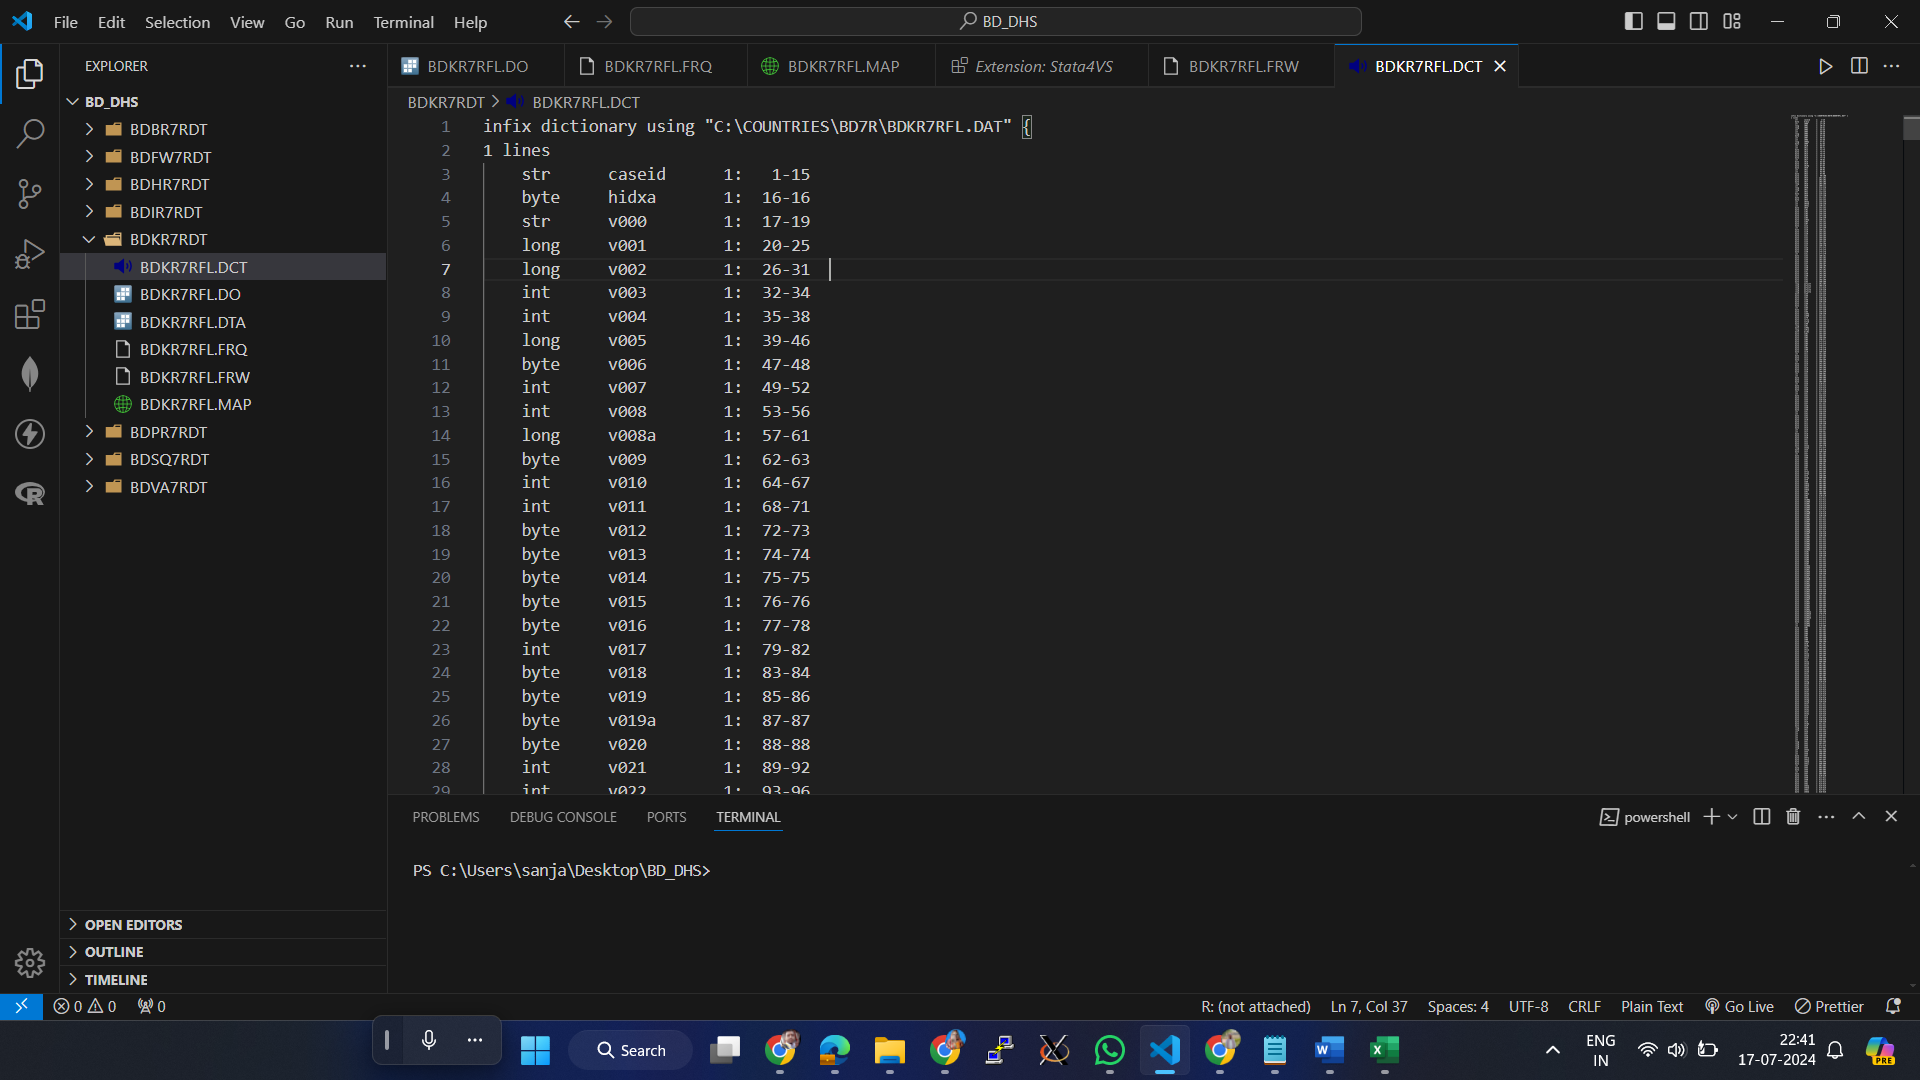 File Edit Selection View Go Run Terminal Help
BD_DHS
EXPLORER
BD_DHS
BDBR7RDT
BDFW7RDT
BDHR7RDT
BDIR7RDT
BDKR7RDT
BDKR7RFL.DCT
BDKR7RFL.DO
BDKR7RFL.DTA
BDKR7RFL.FRQ
BDKR7RFL.FRW
BDKR7RFL.MAP
BDPR7RDT
BDSQ7RDT
BDVA7RDT
OPEN EDITORS
OUTLINE
TIMELINE
BDKR7RFL.DO BDKR7RFL.FRQ BDKR7RFL.MAP Extension: Stata4VS BDKR7RFL.FRW BDKR7RFL.DCT
BDKR7RDT > BDKR7RFL.DCT
1 infix dictionary using "C:\COUNTRIES\BD7R\BDKR7RFL.DAT" {
2 1 lines
3 str caseid 1: 1-15
4 byte hidxa 1: 16-16
5 str v000 1: 17-19
6 long v001 1: 20-25
7 long v002 1: 26-31
8 int v003 1: 32-34
9 int v004 1: 35-38
10 long v005 1: 39-46
11 byte v006 1: 47-48
12 int v007 1: 49-52
13 int v008 1: 53-56
14 long v008a 1: 57-61
15 byte v009 1: 62-63
16 int v010 1: 64-67
17 int v011 1: 68-71
18 byte v012 1: 72-73
19 byte v013 1: 74-74
20 byte v014 1: 75-75
21 byte v015 1: 76-76
22 byte v016 1: 77-78
23 int v017 1: 79-82
24 byte v018 1: 83-84
25 byte v019 1: 85-86
26 byte v019a 1: 87-87
27 byte v020 1: 88-88
28 int v021 1: 89-92
29 int v022 1: 93-96
PROBLEMS DEBUG CONSOLE PORTS TERMINAL
powershell
PS C:\Users\sanja\Desktop\BD_DHS>
0 0 0
R: (not attached) Ln 7, Col 37 Spaces: 4 UTF-8 CRLF Plain Text Go Live Prettier
Search
ENG
IN
22:41
17-07-2024
PRE